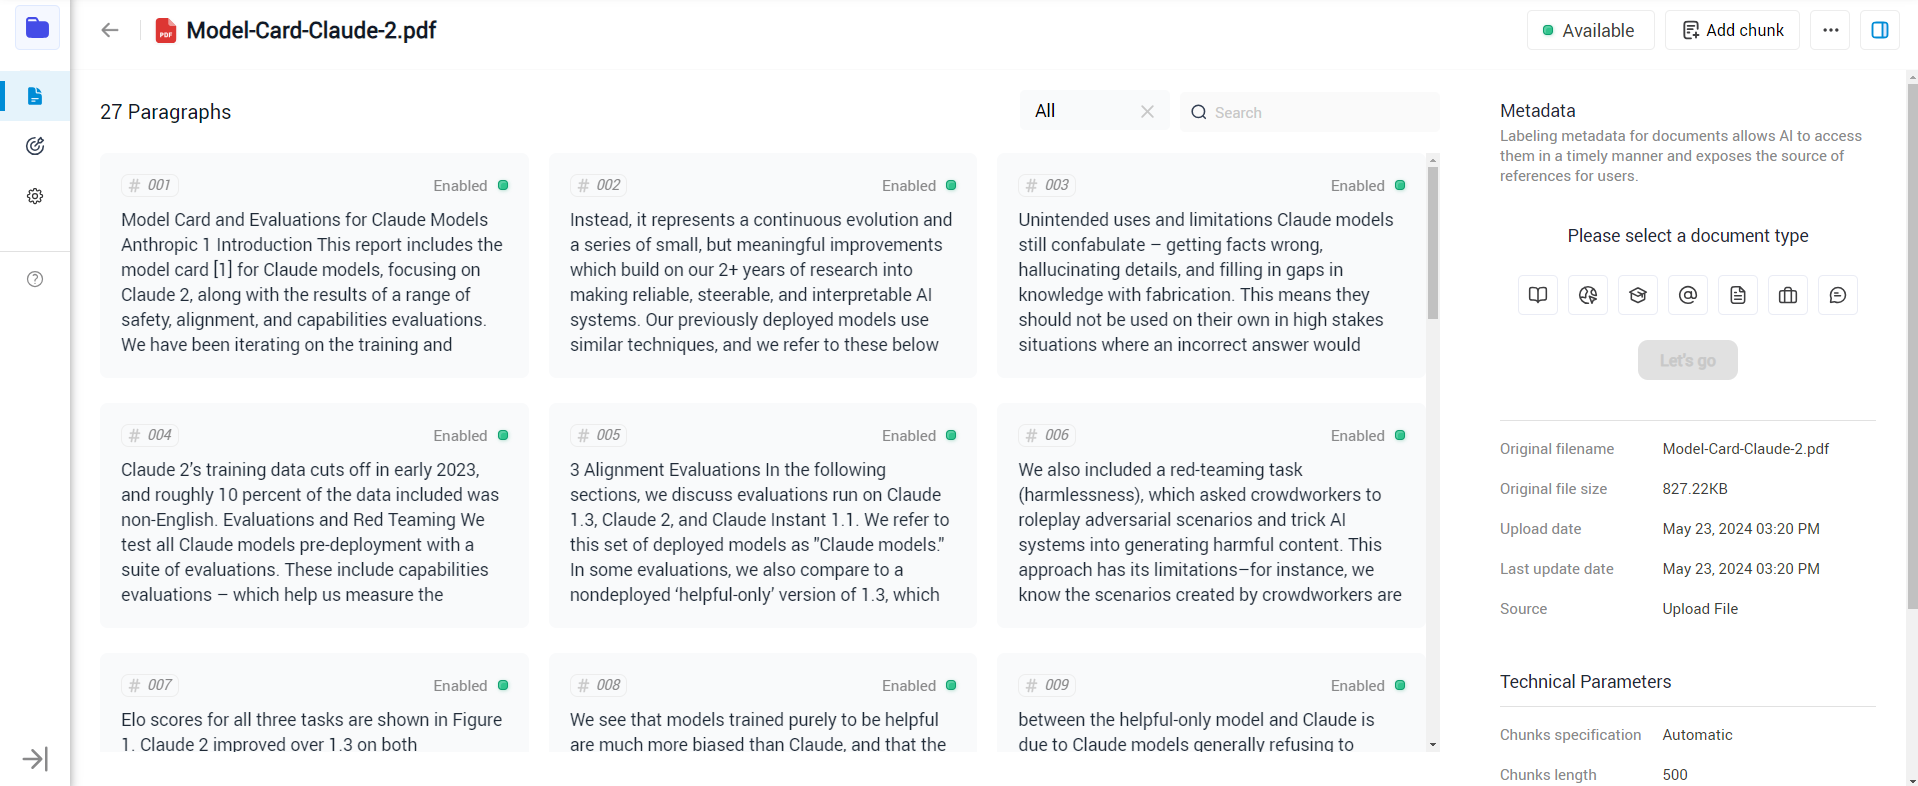 PDF
Model-Card-Claude-2.pdf
Available
Add chunk
27 Paragraphs
All
Search
# 001
Enabled
Model Card and Evaluations for Claude Models
Anthropic 1 Introduction This report includes the
model card [1] for Claude models, focusing on
Claude 2, along with the results of a range of
safety, alignment, and capabilities evaluations.
We have been iterating on the training and
# 002
Enabled
Instead, it represents a continuous evolution and
a series of small, but meaningful improvements
which build on our 2+ years of research into
making reliable, steerable, and interpretable AI
systems. Our previously deployed models use
similar techniques, and we refer to these below
# 003
Enabled
Unintended uses and limitations Claude models
still confabulate – getting facts wrong,
hallucinating details, and filling in gaps in
knowledge with fabrication. This means they
should not be used on their own in high stakes
situations where an incorrect answer would
# 004
Enabled
Claude 2’s training data cuts off in early 2023,
and roughly 10 percent of the data included was
non-English. Evaluations and Red Teaming We
test all Claude models pre-deployment with a
suite of evaluations. These include capabilities
evaluations – which help us measure the
# 005
Enabled
3 Alignment Evaluations In the following
sections, we discuss evaluations run on Claude
1.3, Claude 2, and Claude Instant 1.1. We refer to
this set of deployed models as "Claude models."
In some evaluations, we also compare to a
nondeployed ‘helpful-only’ version of 1.3, which
# 006
Enabled
We also included a red-teaming task
(harmlessness), which asked crowdworkers to
roleplay adversarial scenarios and trick AI
systems into generating harmful content. This
approach has its limitations–for instance, we
know the scenarios created by crowdworkers are
# 007
Enabled
Elo scores for all three tasks are shown in Figure
1. Claude 2 improved over 1.3 on both
# 008
Enabled
We see that models trained purely to be helpful
are much more biased than Claude, and that the
# 009
Enabled
between the helpful-only model and Claude is
due to Claude models generally refusing to
Metadata
Labeling metadata for documents allows AI to access
them in a timely manner and exposes the source of
references for users.
Please select a document type
Let's go
Original filename Model-Card-Claude-2.pdf
Original file size 827.22KB
Upload date May 23, 2024 03:20 PM
Last update date May 23, 2024 03:20 PM
Source Upload File
Technical Parameters
Chunks specification Automatic
Chunks length 500